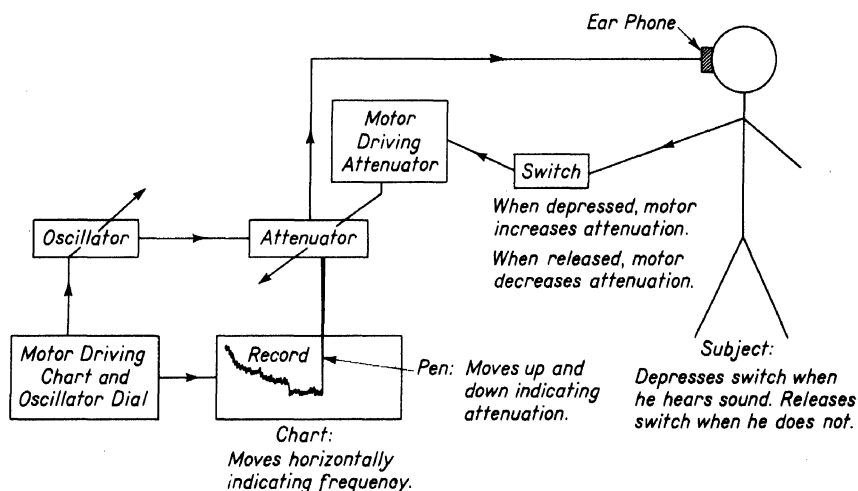 Ear Phone
Motor
Driving
Attenuator
Switch
When depressed, motor
increases attenuation.
When released, motor
decreases attenuation.
Oscillator
Attenuator
Motor Driving
Chart and
Oscillator Dial
Record
Pen: Moves up and
down indicating
attenuation.
Chart:
Moves horizontally
indicating frequency.
Subject:
Depresses switch when
he hears sound. Releases
switch when he does not.